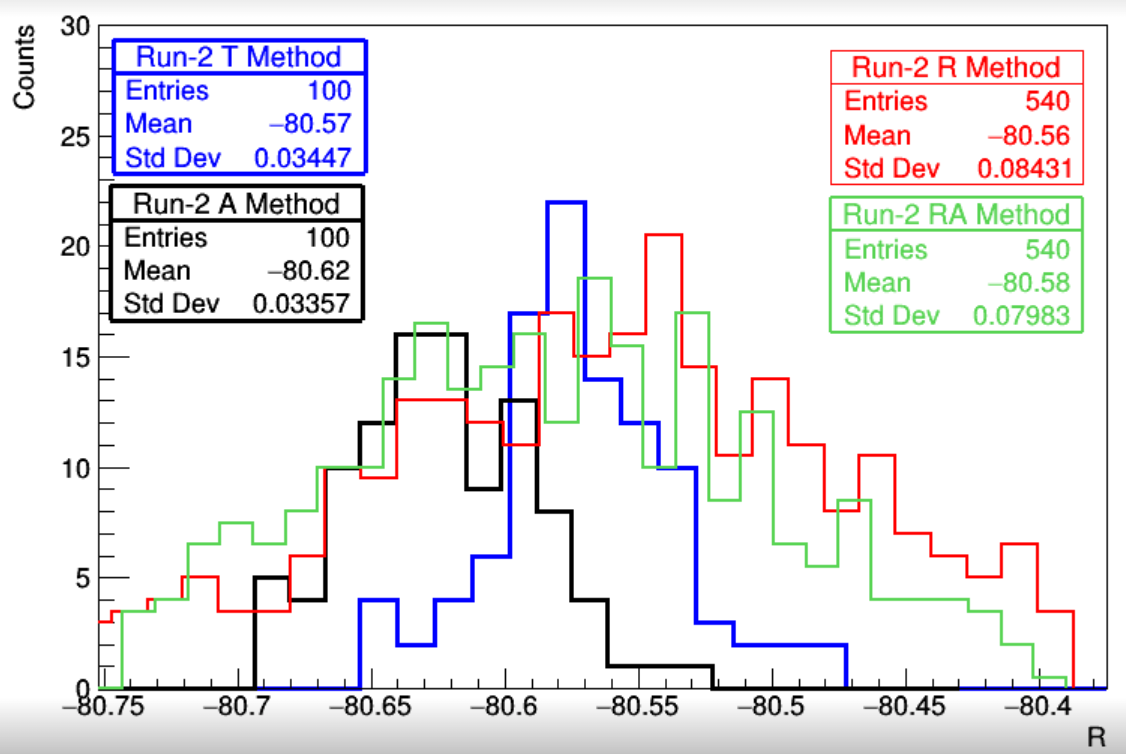 Counts
30
25
20
15
10
5
0
Run-2 T Method
Entries 100
Mean −80.57
Std Dev 0.03447
Run-2 A Method
Entries 100
Mean −80.62
Std Dev 0.03357
Run-2 R Method
Entries 540
Mean −80.56
Std Dev 0.08431
Run-2 RA Method
Entries 540
Mean −80.58
Std Dev 0.07983
−80.75 −80.7 −80.65 −80.6 −80.55 −80.5 −80.45 −80.4
R